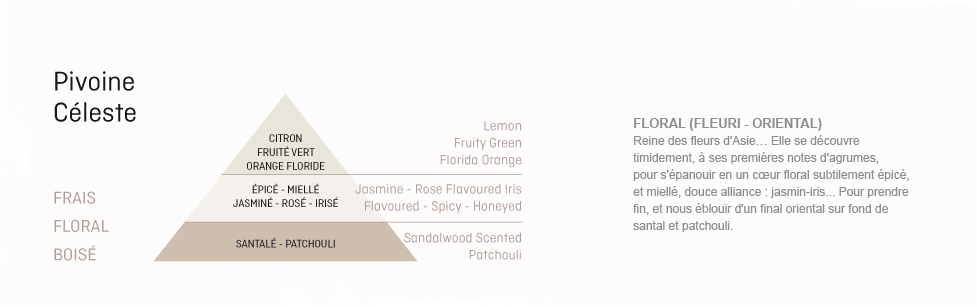 Pivoine
Céleste
FRAIS
FLORAL
BOISÉ
CITRON
FRUITÉ VERT
ORANGE FLORIDE
ÉPICÉ - MIELLÉ
JASMINÉ - ROSÉ - IRISÉ
SANTALÉ - PATCHOULI
Lemon
Fruity Green
Florida Orange
Jasmine - Rose Flavoured Iris
Flavoured - Spicy - Honeyed
Sandalwood Scented
Patchouli
FLORAL (FLEURI - ORIENTAL)
Reine des fleurs d'Asie... Elle se découvre
timidement, à ses premières notes d'agrumes,
pour s'épanouir en un cœur floral subtilement épicé,
et miellé, douce alliance : jasmin-iris... Pour prendre
fin, et nous éblouir d'un final oriental sur fond de
santal et patchouli.